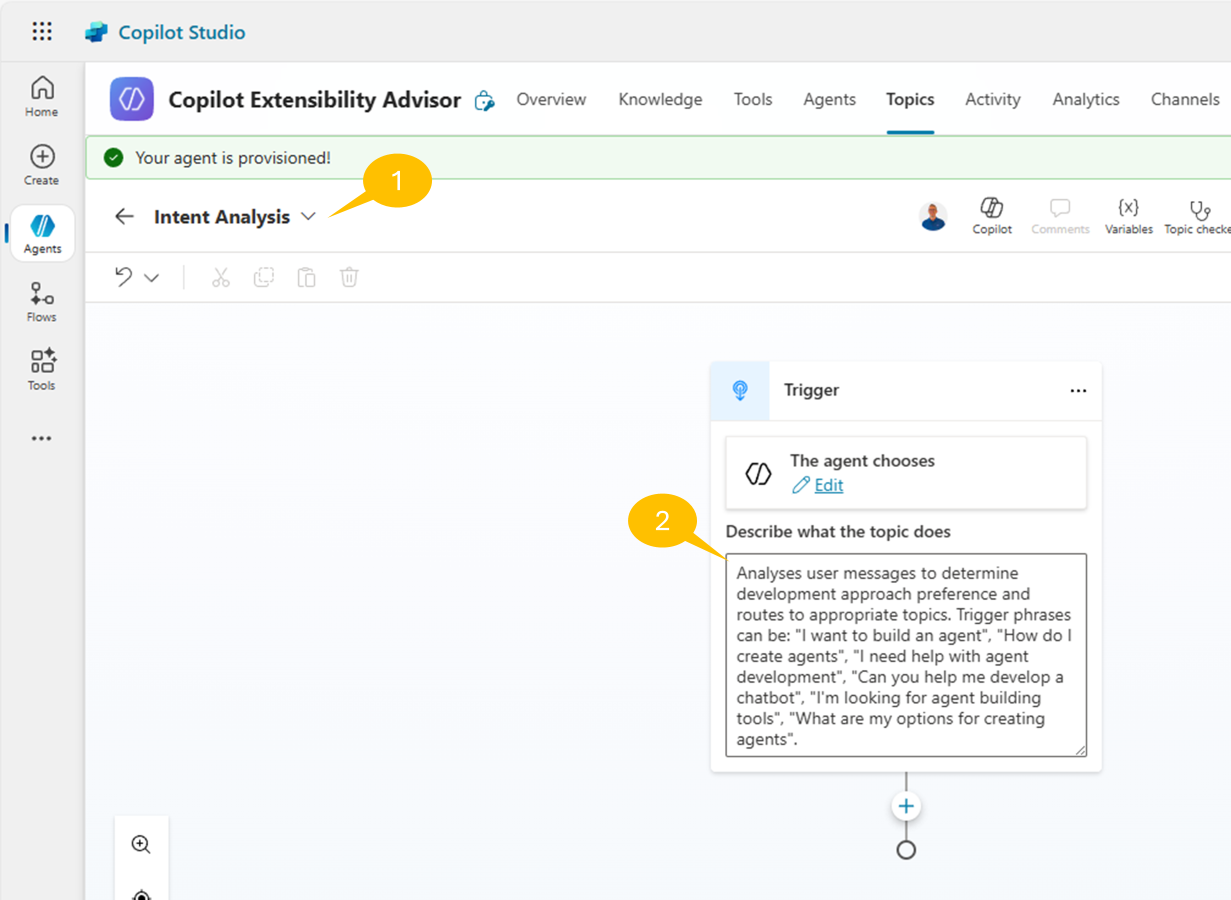 Copilot Studio
Home
Create
Agents
Flows
Tools
Copilot Extensibility Advisor
Overview
Knowledge
Tools
Agents
Topics
Activity
Analytics
Channels
Your agent is provisioned!
1
Intent Analysis
Copilot
Comments
{x}
Variables
Topic checke
Trigger
The agent chooses
Edit
2
Describe what the topic does
Analyses user messages to determine
development approach preference and
routes to appropriate topics. Trigger phrases
can be: "I want to build an agent", "How do I
create agents", "I need help with agent
development", "Can you help me develop a
chatbot", "I'm looking for agent building
tools", "What are my options for creating
agents".